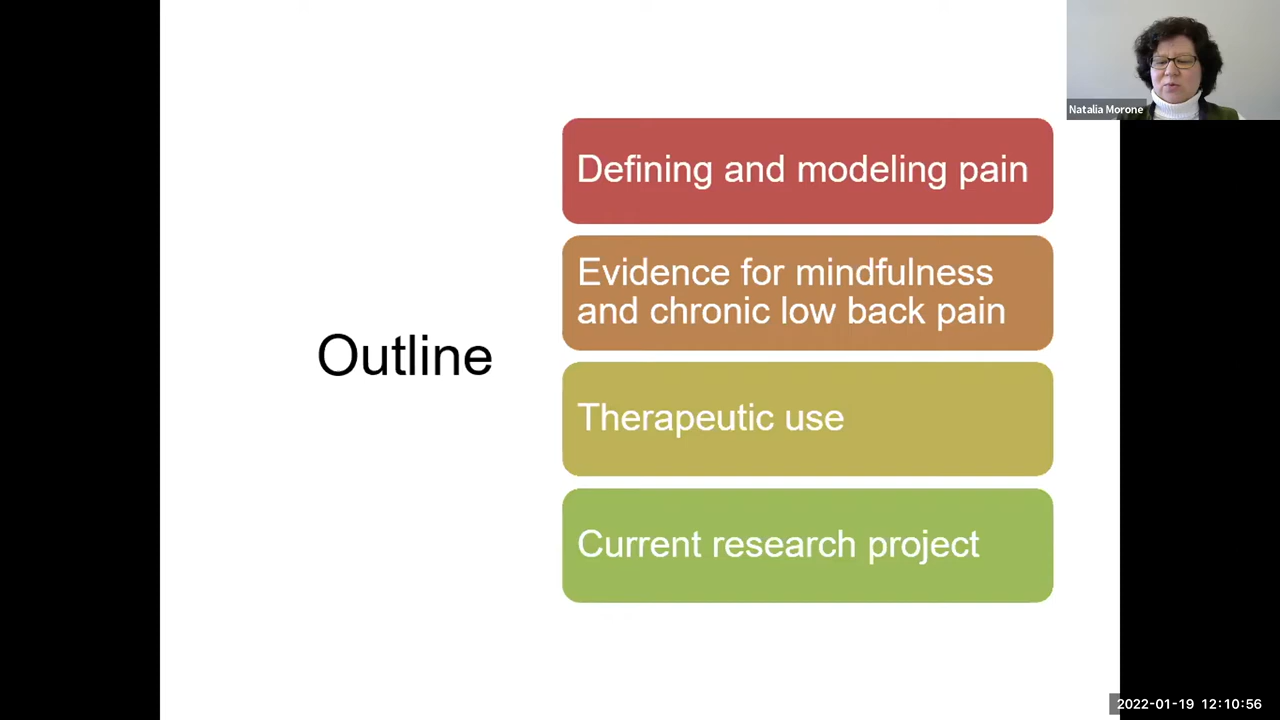 Natalia Morone
Outline
Defining and modeling pain
Evidence for mindfulness
and chronic low back pain
Therapeutic use
Current research project
2022-01-19 12:10:56